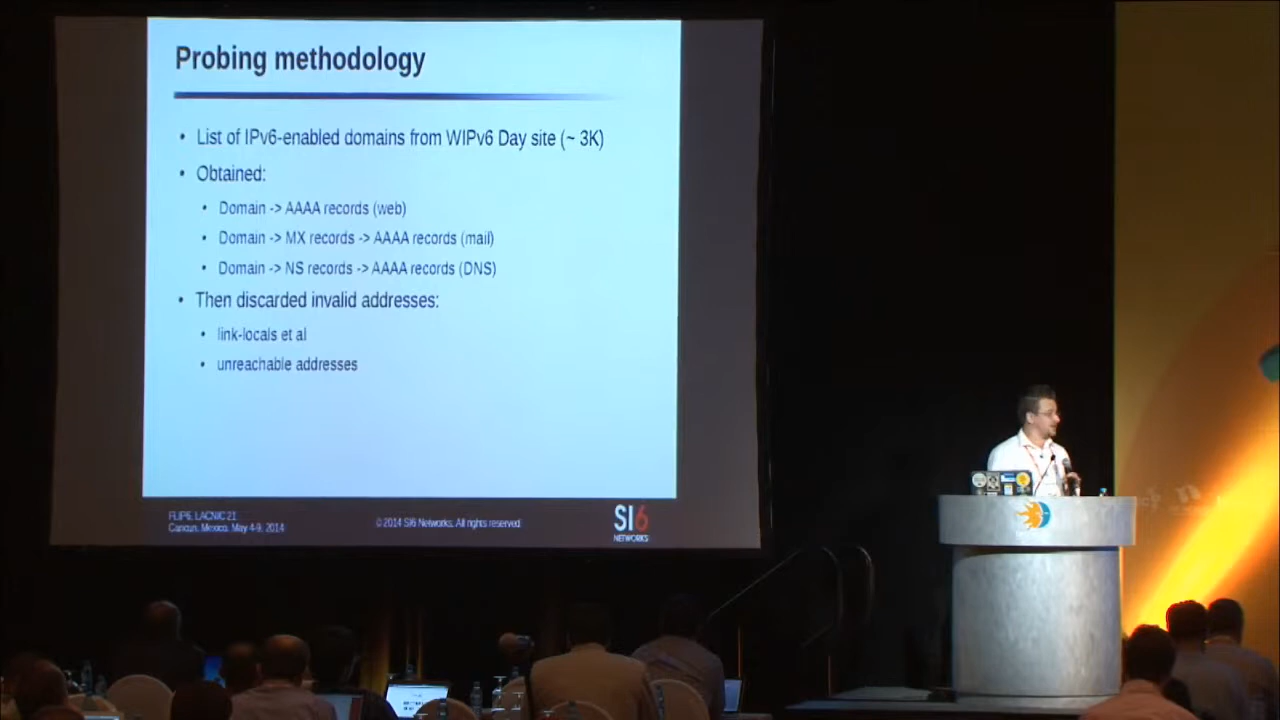 Probing methodology
• List of IPv6-enabled domains from WIPv6 Day site (~ 3K)
• Obtained:
• Domain -> AAAA records (web)
• Domain -> MX records -> AAAA records (mail)
• Domain -> NS records -> AAAA records (DNS)
• Then discarded invalid addresses:
• link-locals et al
• unreachable addresses
FLIP6, LACNIC 21
Cancun, Mexico. May 4-9, 2014
© 2014 SI6 Networks. All rights reserved
SI6
NETWORKS